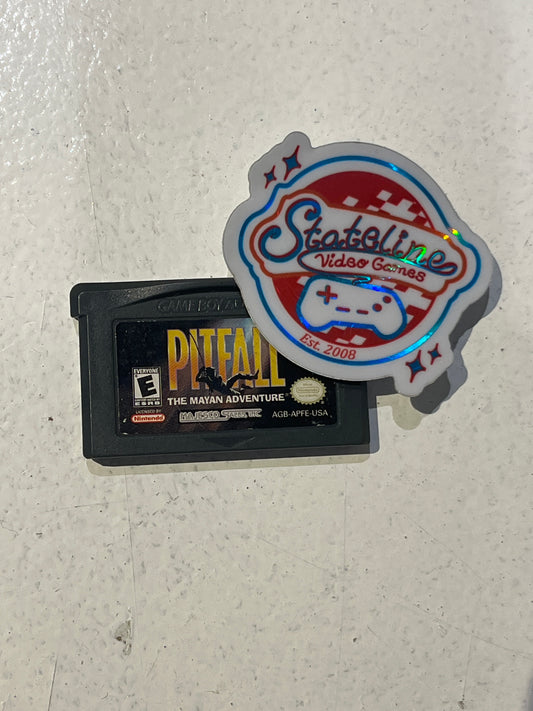 Stateline
Video Games
Est. 2008
GAME BOY
PITFALL
EVERYONE
E
ESRB
THE MAYAN ADVENTURE
LICENSED BY
Nintendo
MAJESCO SALES, INC
AGB-APFE-USA